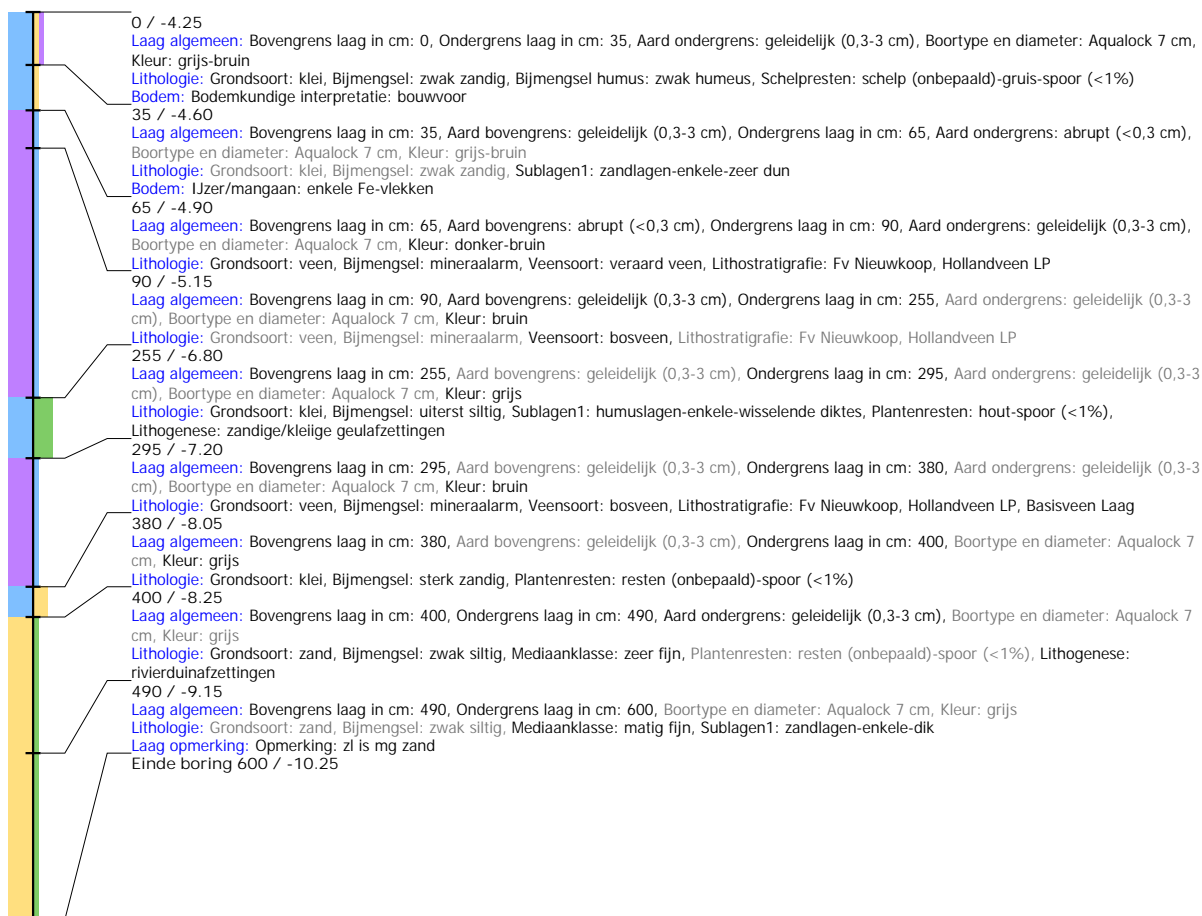 0 / -4.25
Laag algemeen: Bovengrens laag in cm: 0, Ondergrens laag in cm: 35, Aard ondergrens: geleidelijk (0,3-3 cm), Boortype en diameter: Aqualock 7 cm,
Kleur: grijs-bruin
Lithologie: Grondsoort: klei, Bijmengsel: zwak zandig, Bijmengsel humus: zwak humeus, Schelpresten: schelp (onbepaald)-gruis-spoor (<1%)
Bodem: Bodemkundige interpretatie: bouwvoor
35 / -4.60
Laag algemeen: Bovengrens laag in cm: 35, Aard bovengrens: geleidelijk (0,3-3 cm), Ondergrens laag in cm: 65, Aard ondergrens: abrupt (<0,3 cm),
Boortype en diameter: Aqualock 7 cm, Kleur: grijs-bruin
Lithologie: Grondsoort: klei, Bijmengsel: zwak zandig, Sublagen1: zandlagen-enkele-zeer dun
Bodem: IJzer/mangaan: enkele Fe-vlekken
65 / -4.90
Laag algemeen: Bovengrens laag in cm: 65, Aard bovengrens: abrupt (<0,3 cm), Ondergrens laag in cm: 90, Aard ondergrens: geleidelijk (0,3-3 cm),
Boortype en diameter: Aqualock 7 cm, Kleur: donker-bruin
Lithologie: Grondsoort: veen, Bijmengsel: mineraalarm, Veensoort: veraard veen, Lithostratigrafie: Fv Nieuwkoop, Hollandveen LP
90 / -5.15
Laag algemeen: Bovengrens laag in cm: 90, Aard bovengrens: geleidelijk (0,3-3 cm), Ondergrens laag in cm: 255, Aard ondergrens: geleidelijk (0,3-3
cm), Boortype en diameter: Aqualock 7 cm, Kleur: bruin
Lithologie: Grondsoort: veen, Bijmengsel: mineraalarm, Veensoort: bosveen, Lithostratigrafie: Fv Nieuwkoop, Hollandveen LP
255 / -6.80
Laag algemeen: Bovengrens laag in cm: 255, Aard bovengrens: geleidelijk (0,3-3 cm), Ondergrens laag in cm: 295, Aard ondergrens: geleidelijk (0,3-3
cm), Boortype en diameter: Aqualock 7 cm, Kleur: grijs
Lithologie: Grondsoort: klei, Bijmengsel: uiterst siltig, Sublagen1: humuslagen-enkele-wisselende diktes, Plantenresten: hout-spoor (<1%),
Lithogenese: zandige/kleiige geulafzettingen
295 / -7.20
Laag algemeen: Bovengrens laag in cm: 295, Aard bovengrens: geleidelijk (0,3-3 cm), Ondergrens laag in cm: 380, Aard ondergrens: geleidelijk (0,3-3
cm), Boortype en diameter: Aqualock 7 cm, Kleur: bruin
Lithologie: Grondsoort: veen, Bijmengsel: mineraalarm, Veensoort: bosveen, Lithostratigrafie: Fv Nieuwkoop, Hollandveen LP, Basisveen Laag
380 / -8.05
Laag algemeen: Bovengrens laag in cm: 380, Aard bovengrens: geleidelijk (0,3-3 cm), Ondergrens laag in cm: 400, Boortype en diameter: Aqualock 7
cm, Kleur: grijs
Lithologie: Grondsoort: klei, Bijmengsel: sterk zandig, Plantenresten: resten (onbepaald)-spoor (<1%)
400 / -8.25
Laag algemeen: Bovengrens laag in cm: 400, Ondergrens laag in cm: 490, Aard ondergrens: geleidelijk (0,3-3 cm), Boortype en diameter: Aqualock 7
cm, Kleur: grijs
Lithologie: Grondsoort: zand, Bijmengsel: zwak siltig, Mediaanklasse: zeer fijn, Plantenresten: resten (onbepaald)-spoor (<1%), Lithogenese:
rivierduinafzettingen
490 / -9.15
Laag algemeen: Bovengrens laag in cm: 490, Ondergrens laag in cm: 600, Boortype en diameter: Aqualock 7 cm, Kleur: grijs
Lithologie: Grondsoort: zand, Bijmengsel: zwak siltig, Mediaanklasse: matig fijn, Sublagen1: zandlagen-enkele-dik
Laag opmerking: Opmerking: zl is mg zand
Einde boring 600 / -10.25